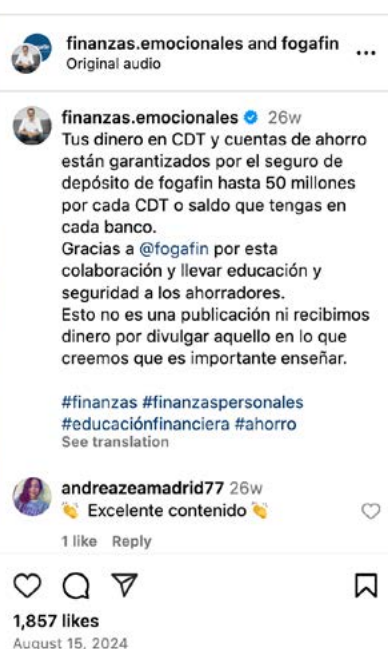 finanzas.emocionales and fogafin
Original audio
...
finanzas.emocionales 26w
Tus dinero en CDT y cuentas de ahorro
están garantizados por el seguro de
depósito de fogafin hasta 50 millones
por cada CDT o saldo que tengas en
cada banco.
Gracias a @fogafin por esta
colaboración y llevar educación y
seguridad a los ahorradores.
Esto no es una publicación ni recibimos
dinero por divulgar aquello en lo que
creemos que es importante enseñar.
#finanzas #finanzaspersonales
#educaciónfinanciera #ahorro
See translation
andreazeamadrid77 26w
👏 Excelente contenido 👏
1 like Reply
1,857 likes
August 15, 2024